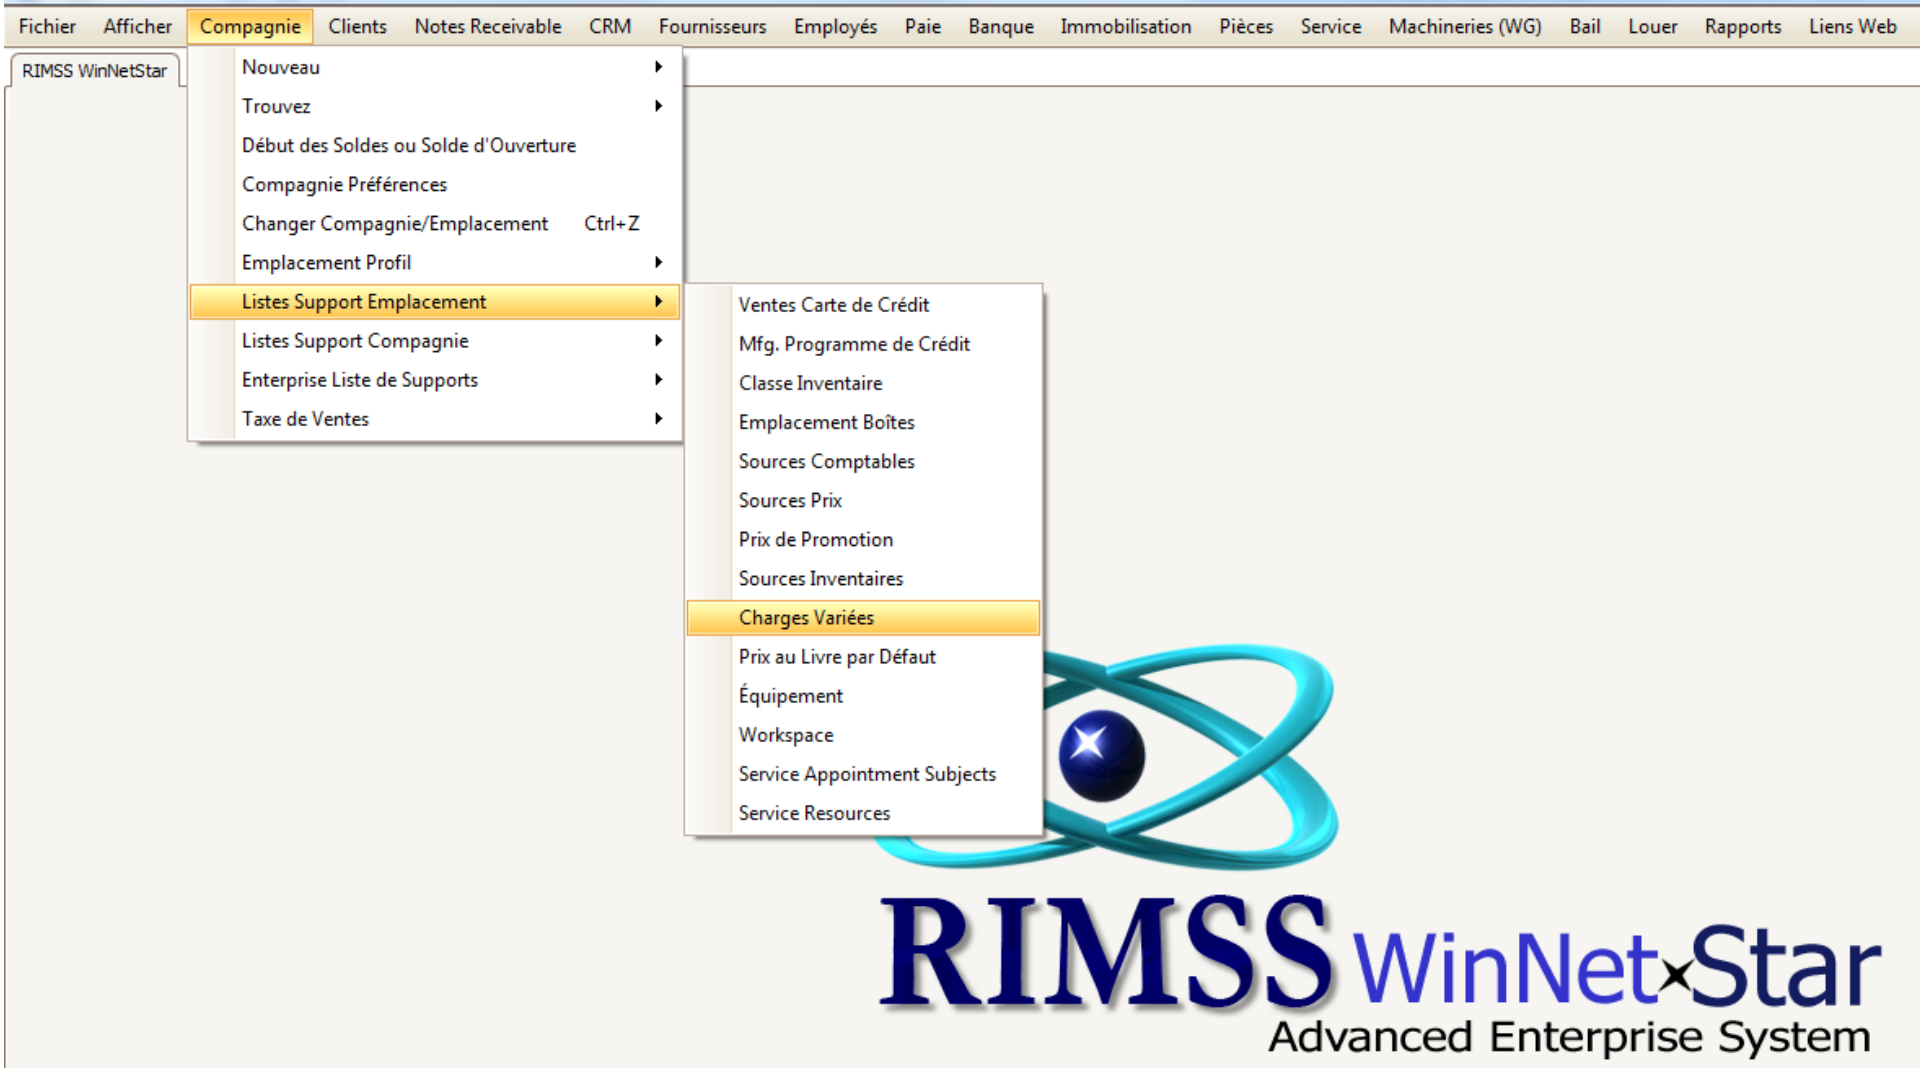 Fichier Afficher Compagnie Clients Notes Receivable CRM Fournisseurs Employés Paie Banque Immobilisation Pièces Service Machineries (WG) Bail Louer Rapports Liens Web
RIMSS WinNetStar
Nouveau
Trouvez
Début des Soldes ou Solde d'Ouverture
Compagnie Préférences
Changer Compagnie/Emplacement Ctrl+Z
Emplacement Profil
Listes Support Emplacement
Listes Support Compagnie
Enterprise Liste de Supports
Taxe de Ventes
Ventes Carte de Crédit
Mfg. Programme de Crédit
Classe Inventaire
Emplacement Boîtes
Sources Comptables
Sources Prix
Prix de Promotion
Sources Inventaires
Charges Variées
Prix au Livre par Défaut
Équipement
Workspace
Service Appointment Subjects
Service Resources
RIMSS WinNet Star
Advanced Enterprise System